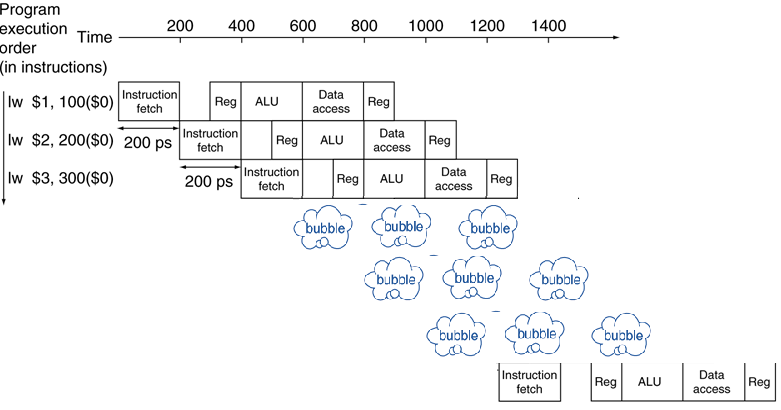 Program
execution
order
(in instructions)
Time
200 400 600 800 1000 1200 1400
lw $1, 100($0)
Instruction
fetch
Reg
ALU
Data
access
Reg
lw $2, 200($0)
200 ps
Instruction
fetch
Reg
ALU
Data
access
Reg
lw $3, 300($0)
200 ps
Instruction
fetch
Reg
ALU
Data
access
Reg
bubble bubble bubble
bubble bubble bubble
bubble bubble bubble
Instruction
fetch
Reg
ALU
Data
access
Reg